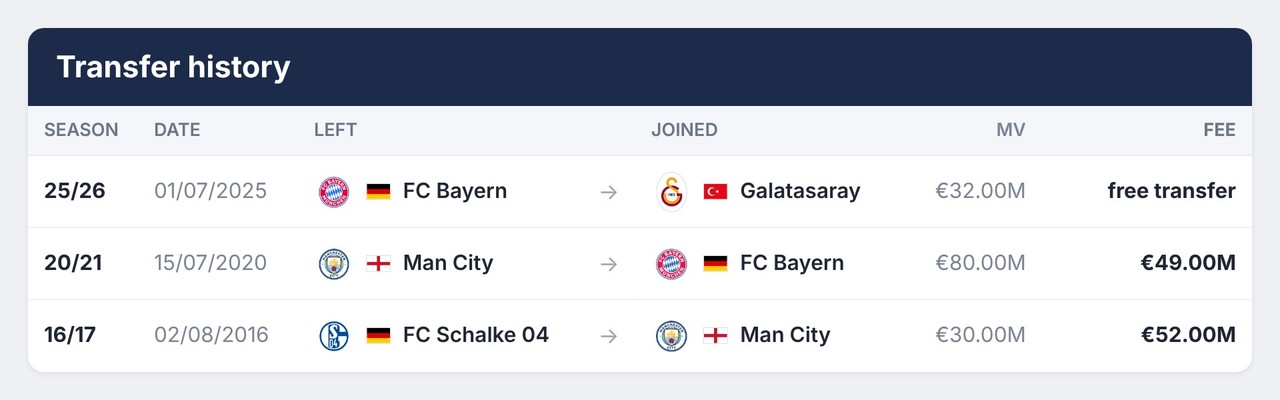 Transfer history
SEASON DATE LEFT JOINED MV FEE
25/26 01/07/2025 FC Bayern → Galatasaray €32.00M free transfer
20/21 15/07/2020 Man City → FC Bayern €80.00M €49.00M
16/17 02/08/2016 FC Schalke 04 → Man City €30.00M €52.00M